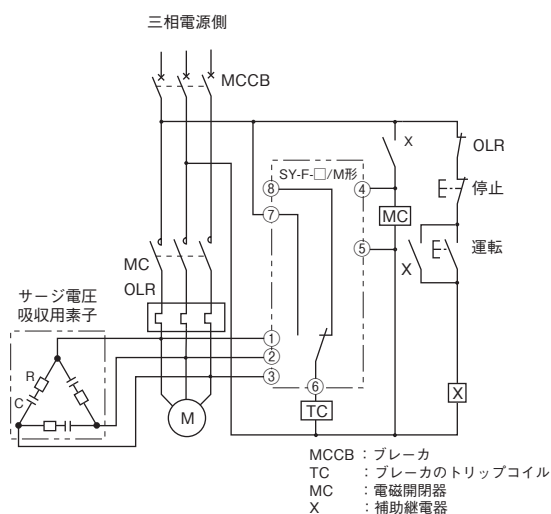 三相電源側
MCCB
X
OLR
SY-F-□/M形
⑧
④
停止
⑦
MC
⑤
運転
X
MC
OLR
サージ電圧
吸収用素子
①
②
R
③
C
M
⑥
TC
X
MCCB：ブレーカ
TC：ブレーカのトリップコイル
MC：電磁開閉器
X：補助継電器